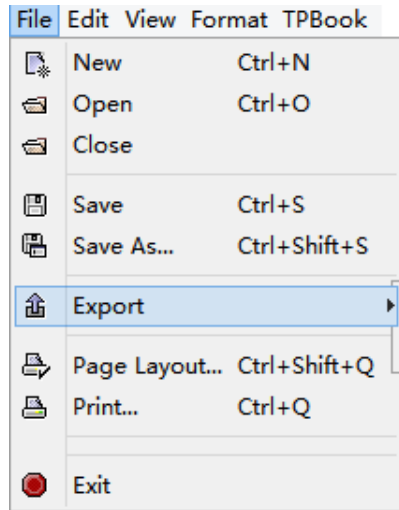 File Edit View Format TPBook
New Ctrl+N
Open Ctrl+O
Close
Save Ctrl+S
Save As... Ctrl+Shift+S
Export
Page Layout... Ctrl+Shift+Q
Print... Ctrl+Q
Exit